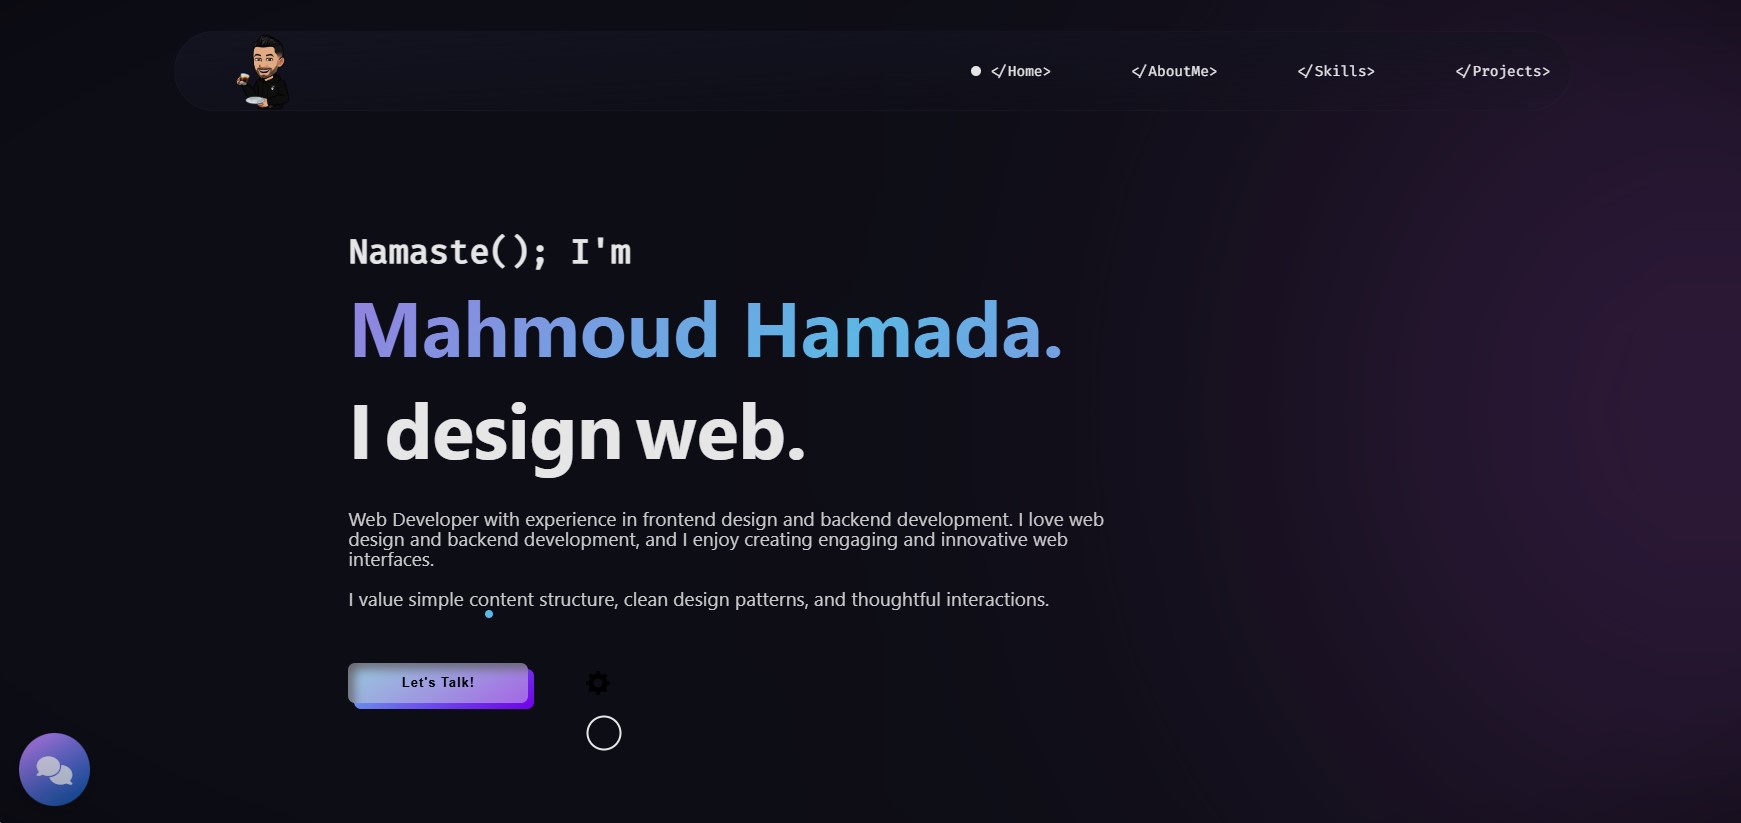 </Home>
</AboutMe>
</Skills>
</Projects>
Namaste(); I'm
Mahmoud Hamada.
I design web.
Web Developer with experience in frontend design and backend development. I love web
design and backend development, and I enjoy creating engaging and innovative web
interfaces.
I value simple content structure, clean design patterns, and thoughtful interactions.
Let's Talk!